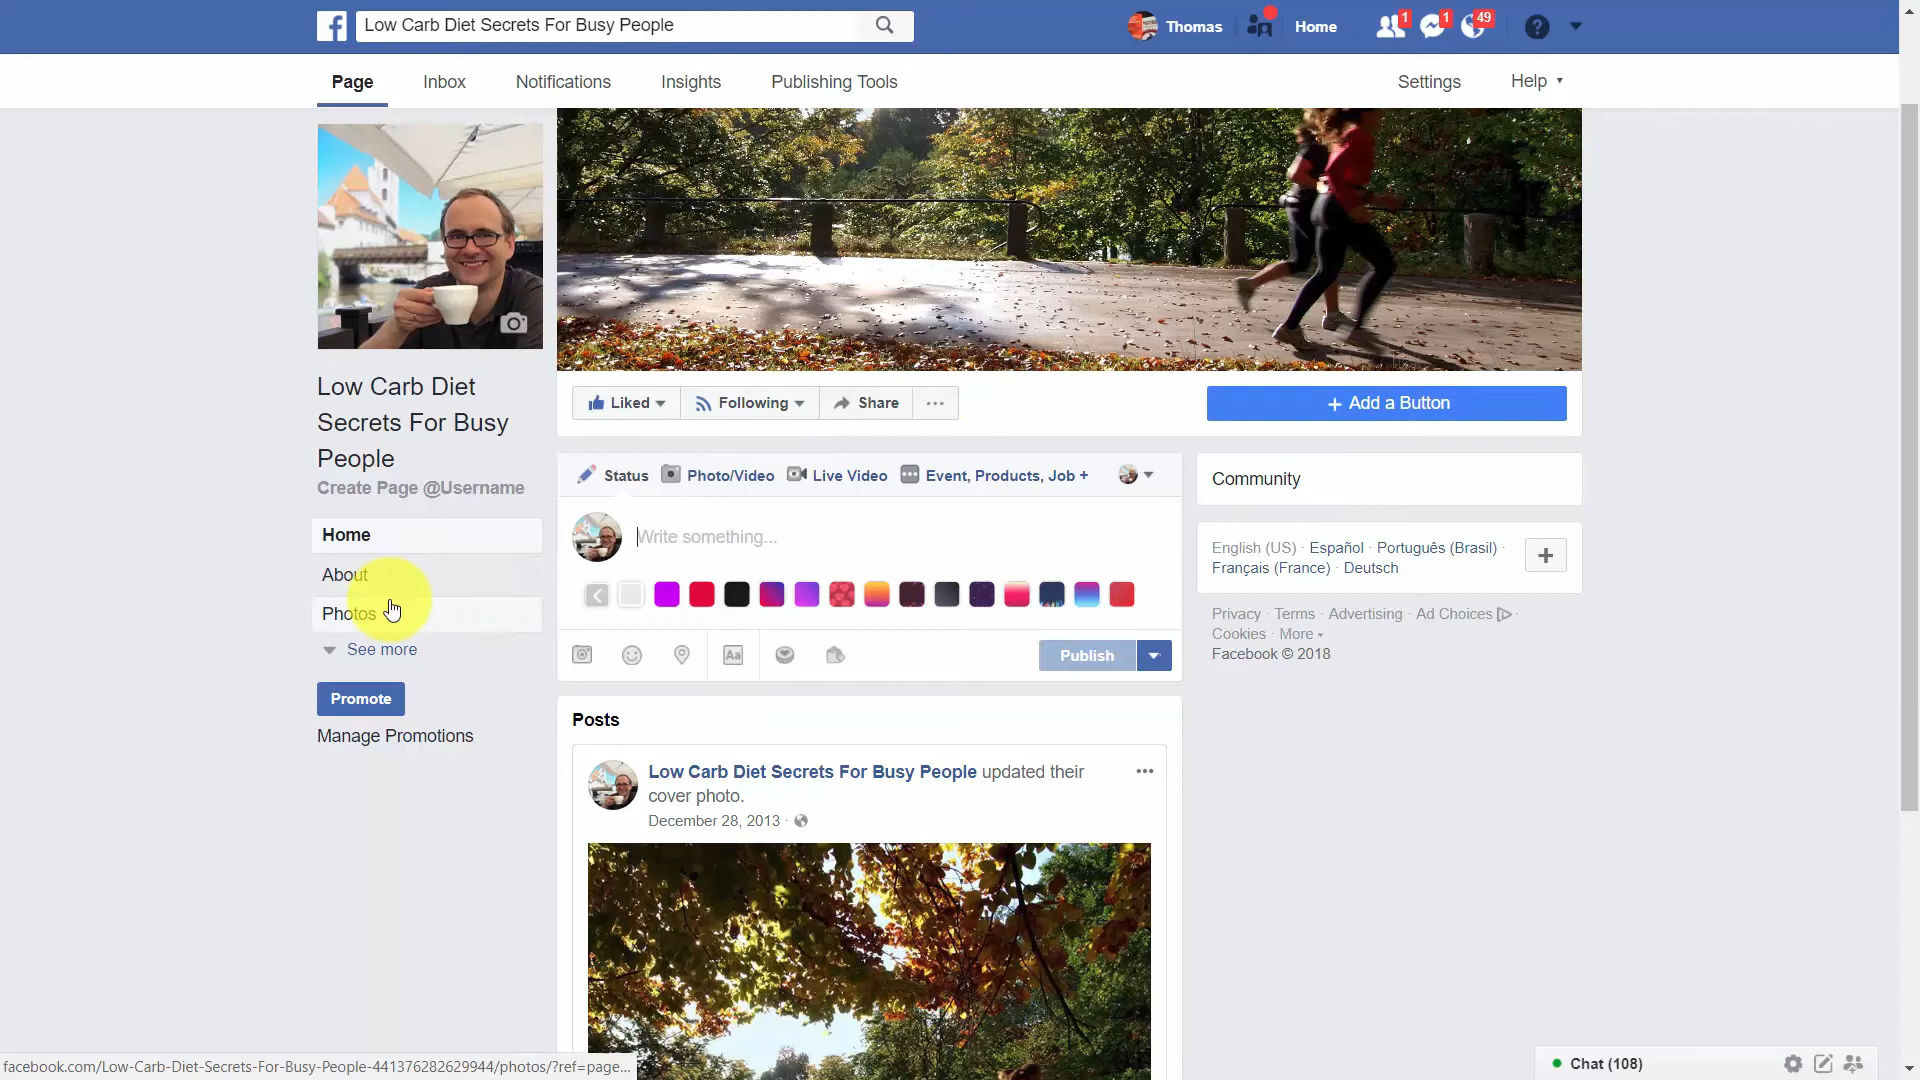 Low Carb Diet Secrets For Busy People
Thomas
Home
1
1
49
Page
Inbox
Notifications
Insights
Publishing Tools
Settings
Help
Low Carb Diet
Secrets For Busy
People
Create Page @Username
Home
About
Photos
See more
Promote
Manage Promotions
Liked
Following
Share
+ Add a Button
Status
Photo/Video
Live Video
Event, Products, Job +
Write something...
Aa
Publish
Community
English (US) · Español · Português (Brasil) ·
Français (France) · Deutsch
Privacy · Terms · Advertising · Ad Choices ·
Cookies · More
Facebook © 2018
Posts
Low Carb Diet Secrets For Busy People updated their
cover photo.
December 28, 2013 ·
facebook.com/Low-Carb-Diet-Secrets-For-Busy-People-441376282629944/photos/?ref=page...
Chat (108)